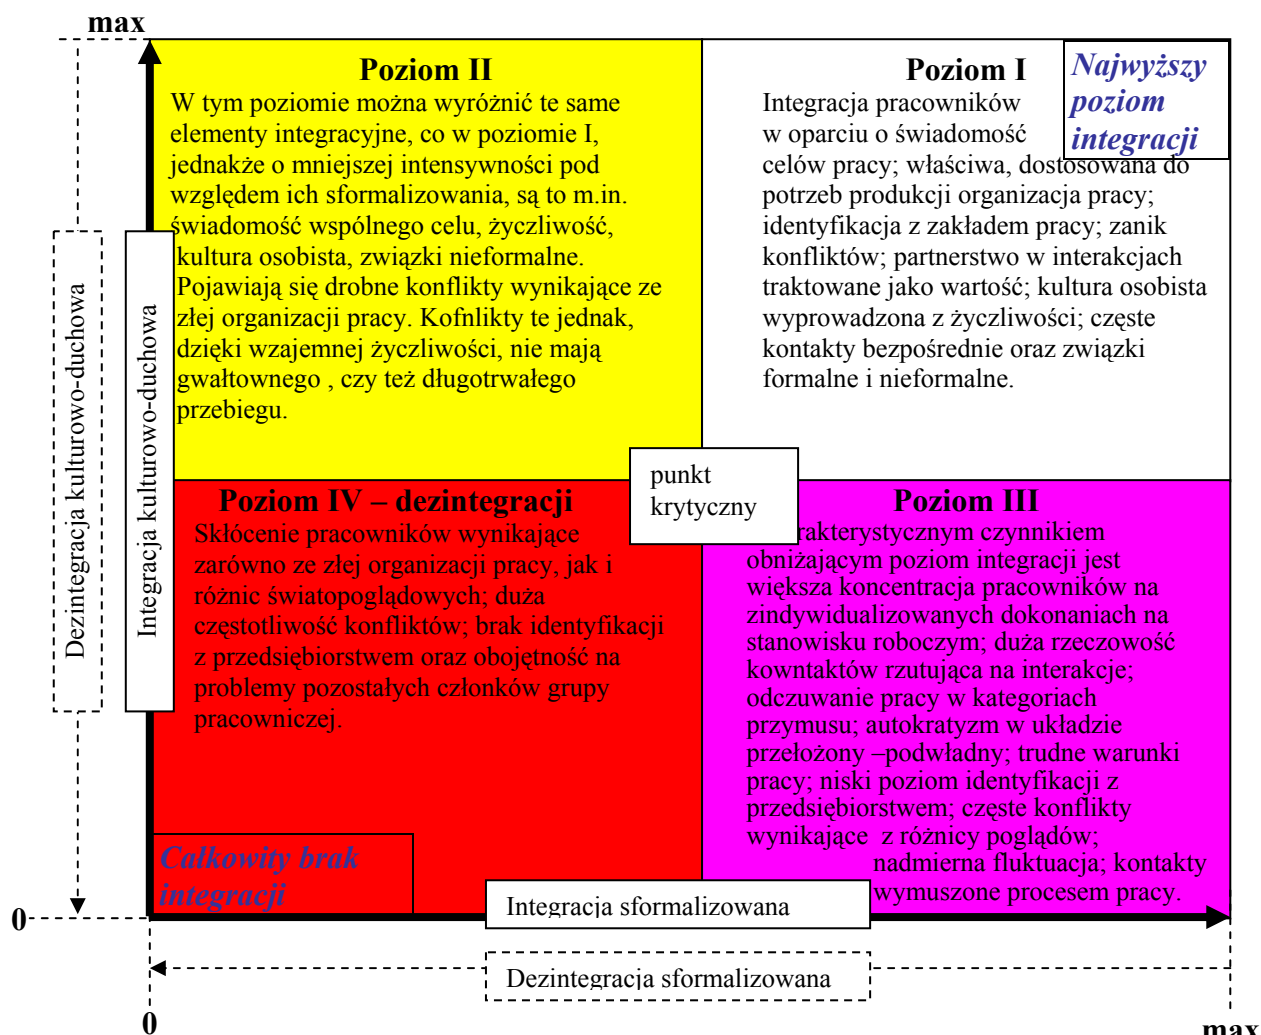 max
Poziom II
W tym poziomie można wyróżnić te same
elementy integracyjne, co w poziomie I,
jednakże o mniejszej intensywności pod
względem ich sformalizowania, są to m.in.
świadomość wspólnego celu, życzliwość,
kultura osobista, związki nieformalne.
Pojawiają się drobne konflikty wynikające ze
złej organizacji pracy. Kofnlikty te jednak,
dzięki wzajemnej życzliwości, nie mają
gwałtownego , czy też długotrwałego
przebiegu.
Poziom I
Najwyższy
poziom
integracji
Integracja pracowników
w oparciu o świadomość
celów pracy; właściwa, dostosowana do
potrzeb produkcji organizacja pracy;
identyfikacja z zakładem pracy; zanik
konfliktów; partnerstwo w interakcjach
traktowane jako wartość; kultura osobista
wyprowadzona z życzliwości; częste
kontakty bezpośrednie oraz związki
formalne i nieformalne.
Dezintegracja kulturowo-duchowa
Integracja kulturowo-duchowa
punkt
krytyczny
Poziom IV – dezintegracji
Skłócenie pracowników wynikające
zarówno ze złej organizacji pracy, jak i
różnic światopoglądowych; duża
częstotliwość konfliktów; brak identyfikacji
z przedsiębiorstwem oraz obojętność na
problemy pozostałych członków grupy
pracowniczej.
Całkowity brak
integracji
Poziom III
rakterystycznym czynnikiem
obniżającym poziom integracji jest
większa koncentracja pracowników na
zindywidualizowanych dokonaniach na
stanowisku roboczym; duża rzeczowość
kowntaktów rzutująca na interakcje;
odczuwanie pracy w kategoriach
przymusu; autokratyzm w układzie
przełożony –podwładny; trudne warunki
pracy; niski poziom identyfikacji z
przedsiębiorstwem; częste konflikty
wynikające z różnicy poglądów;
nadmierna fluktuacja; kontakty
wymuszone procesem pracy.
0
Integracja sformalizowana
Dezintegracja sformalizowana
0
max